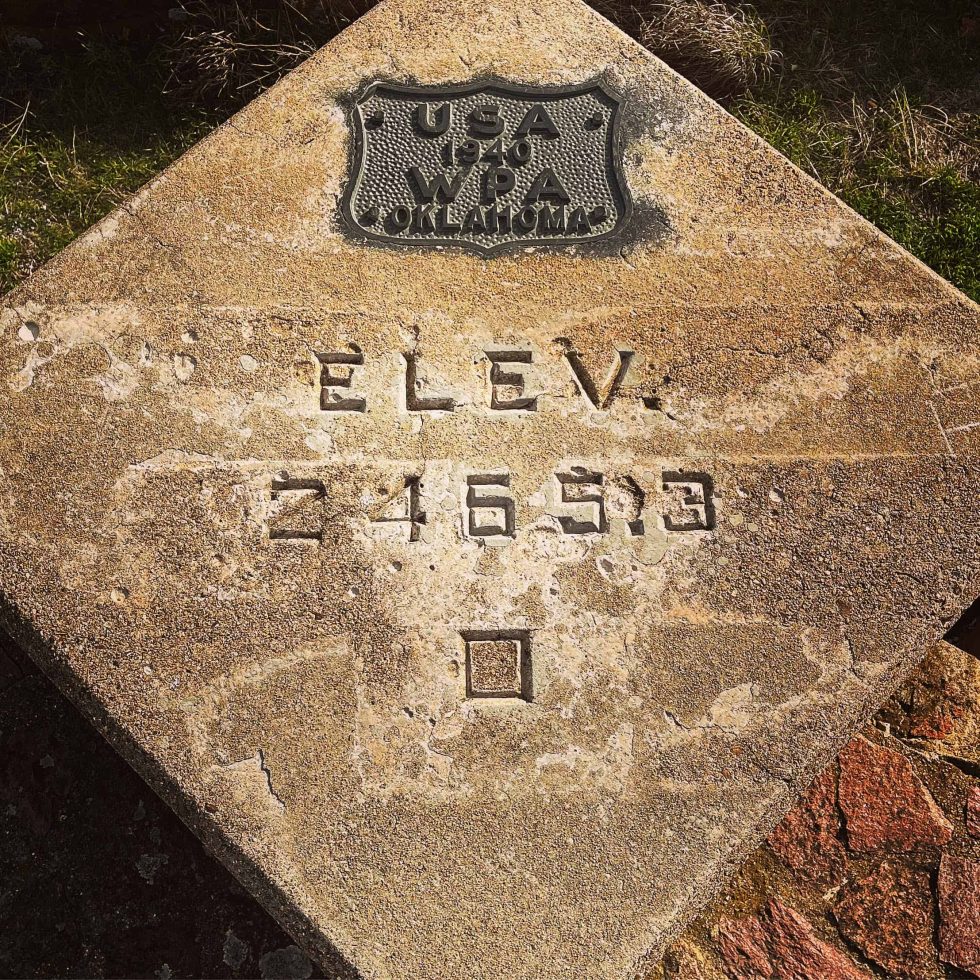 USA
1940
WPA
OKLAHOMA
ELEV.
2465.3